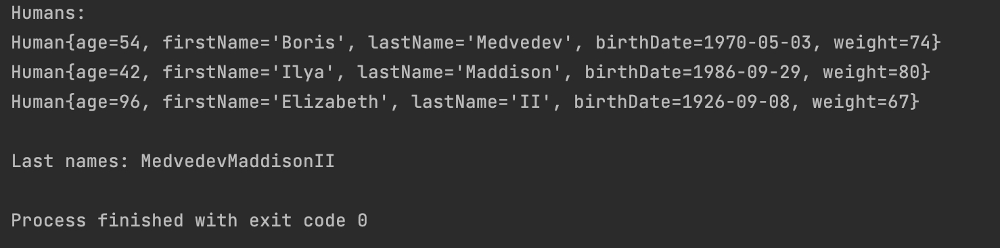 Humans:
Human{age=54, firstName='Boris', lastName='Medvedev', birthDate=1970-05-03, weight=74}
Human{age=42, firstName='Ilya', lastName='Maddison', birthDate=1986-09-29, weight=80}
Human{age=96, firstName='Elizabeth', lastName='II', birthDate=1926-09-08, weight=67}
Last names: MedvedevMaddisonII
Process finished with exit code 0